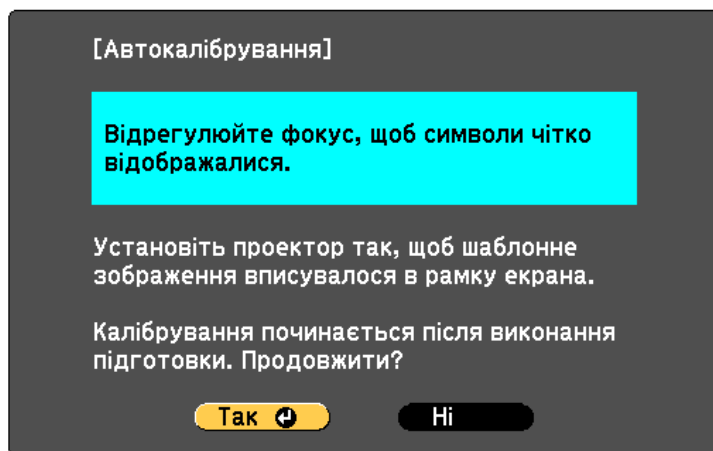 [Автокалібрування]
Відрегулюйте фокус, щоб символи чітко
відображалися.
Установіть проектор так, щоб шаблонне
зображення вписувалося в рамку екрана.
Калібрування починається після виконання
підготовки. Продовжити?
Так Ні